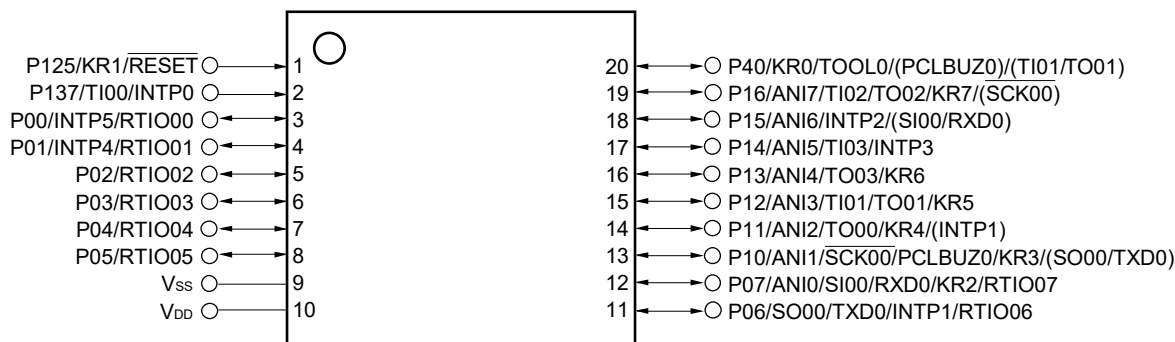 P125/KR1/RESET 1
P137/TI00/INTP0 2
P00/INTP5/RTIO00 3
P01/INTP4/RTIO01 4
P02/RTIO02 5
P03/RTIO03 6
P04/RTIO04 7
P05/RTIO05 8
VSS 9
VDD 10
20 P40/KR0/TOOL0/(PCLBUZ0)/(TI01/TO01)
19 P16/ANI7/TI02/TO02/KR7/(SCK00)
18 P15/ANI6/INTP2/(SI00/RXD0)
17 P14/ANI5/TI03/INTP3
16 P13/ANI4/TO03/KR6
15 P12/ANI3/TI01/TO01/KR5
14 P11/ANI2/TO00/KR4/(INTP1)
13 P10/ANI1/SCK00/PCLBUZ0/KR3/(SO00/TXD0)
12 P07/ANI0/SI00/RXD0/KR2/RTIO07
11 P06/SO00/TXD0/INTP1/RTIO06